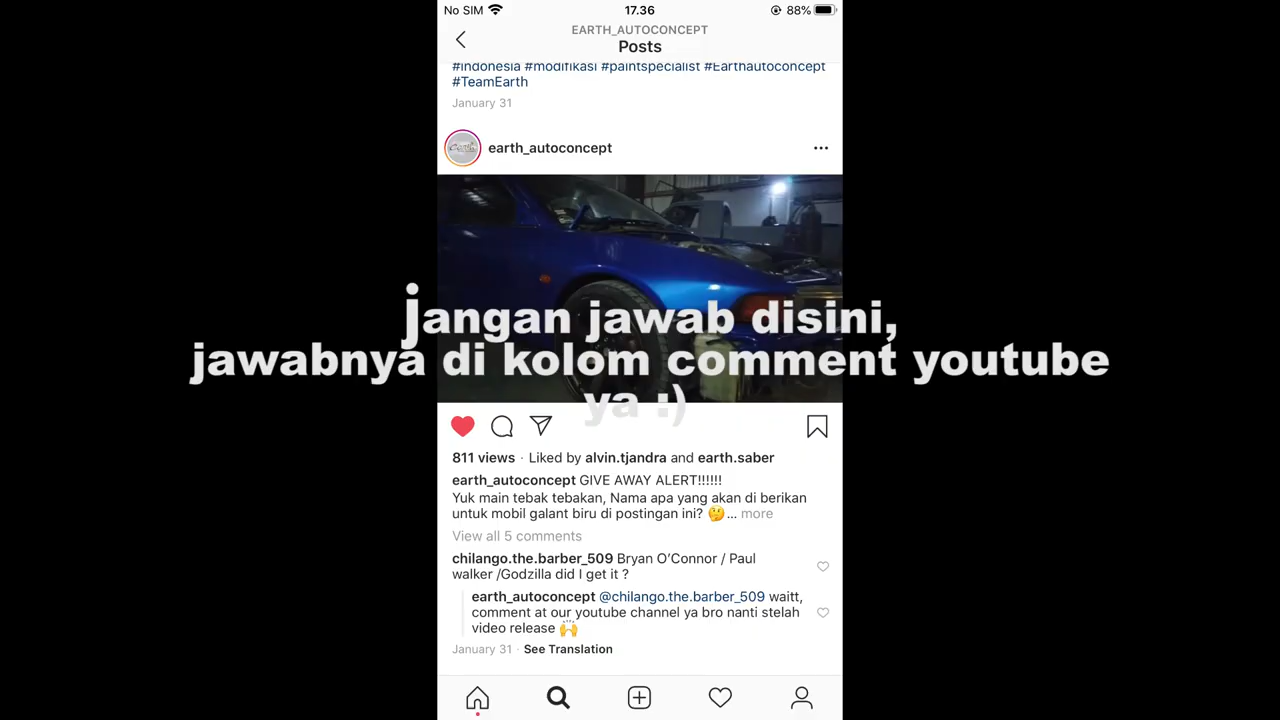 No SIM 17.36 88%
EARTH_AUTOCONCEPT
Posts
#indonesia #modifikasi #paintspecialist #Earthautoconcept
#TeamEarth
January 31
earth_autoconcept
jangan jawab disini,
jawabnya di kolom comment youtube
ya :)
811 views · Liked by alvin.tjandra and earth.saber
earth_autoconcept GIVE AWAY ALERT!!!!!!
Yuk main tebak tebakan, Nama apa yang akan di berikan
untuk mobil galant biru di postingan ini? 🤔... more
View all 5 comments
chilango.the.barber_509 Bryan O’Connor / Paul
walker /Godzilla did I get it ?
earth_autoconcept @chilango.the.barber_509 waitt,
comment at our youtube channel ya bro nanti stelah
video release 🙌
January 31 · See Translation